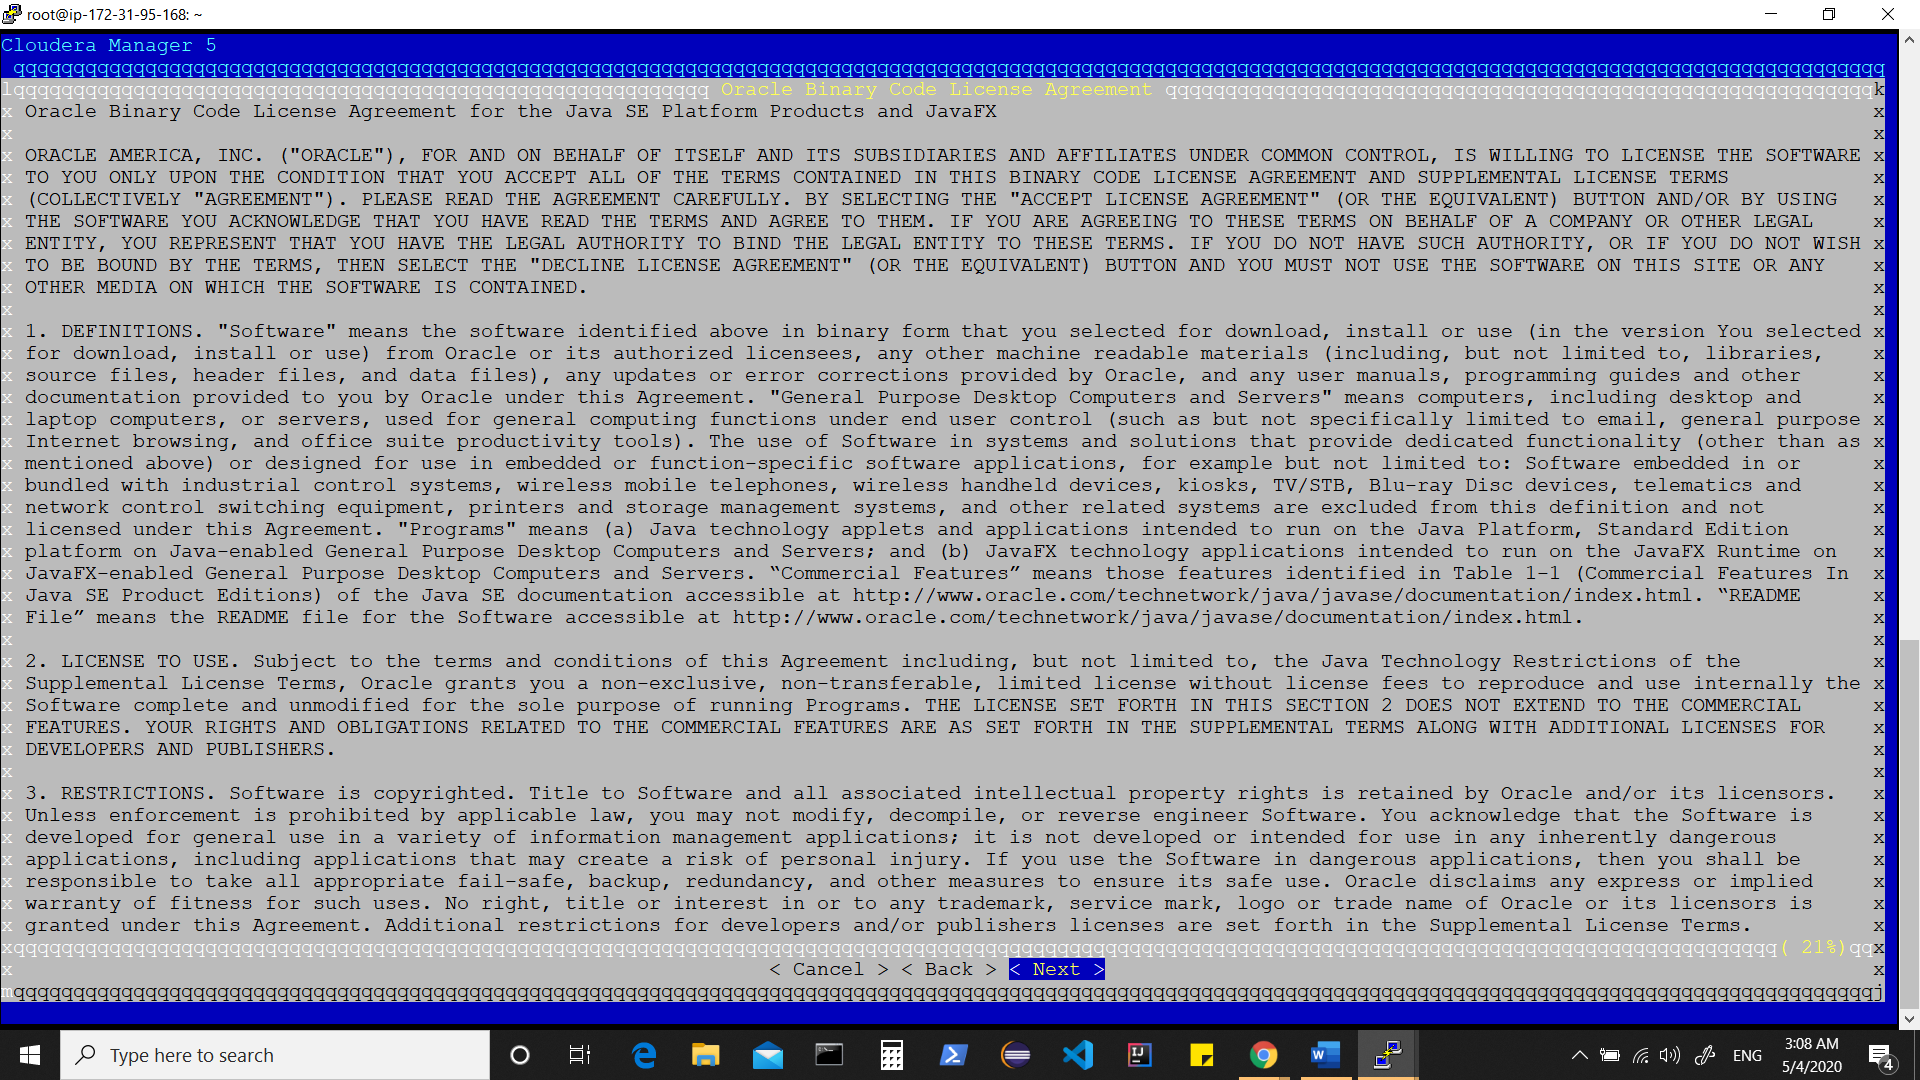 root@ip-172-31-95-168: ~
Cloudera Manager 5
Oracle Binary Code License Agreement
Oracle Binary Code License Agreement for the Java SE Platform Products and JavaFX
ORACLE AMERICA, INC. ("ORACLE"), FOR AND ON BEHALF OF ITSELF AND ITS SUBSIDIARIES AND AFFILIATES UNDER COMMON CONTROL, IS WILLING TO LICENSE THE SOFTWARE
TO YOU ONLY UPON THE CONDITION THAT YOU ACCEPT ALL OF THE TERMS CONTAINED IN THIS BINARY CODE LICENSE AGREEMENT AND SUPPLEMENTAL LICENSE TERMS
(COLLECTIVELY "AGREEMENT"). PLEASE READ THE AGREEMENT CAREFULLY. BY SELECTING THE "ACCEPT LICENSE AGREEMENT" (OR THE EQUIVALENT) BUTTON AND/OR BY USING
THE SOFTWARE YOU ACKNOWLEDGE THAT YOU HAVE READ THE TERMS AND AGREE TO THEM. IF YOU ARE AGREEING TO THESE TERMS ON BEHALF OF A COMPANY OR OTHER LEGAL
ENTITY, YOU REPRESENT THAT YOU HAVE THE LEGAL AUTHORITY TO BIND THE LEGAL ENTITY TO THESE TERMS. IF YOU DO NOT HAVE SUCH AUTHORITY, OR IF YOU DO NOT WISH
TO BE BOUND BY THE TERMS, THEN SELECT THE "DECLINE LICENSE AGREEMENT" (OR THE EQUIVALENT) BUTTON AND YOU MUST NOT USE THE SOFTWARE ON THIS SITE OR ANY
OTHER MEDIA ON WHICH THE SOFTWARE IS CONTAINED.
1. DEFINITIONS. "Software" means the software identified above in binary form that you selected for download, install or use (in the version You selected
for download, install or use) from Oracle or its authorized licensees, any other machine readable materials (including, but not limited to, libraries,
source files, header files, and data files), any updates or error corrections provided by Oracle, and any user manuals, programming guides and other
documentation provided to you by Oracle under this Agreement. "General Purpose Desktop Computers and Servers" means computers, including desktop and
laptop computers, or servers, used for general computing functions under end user control (such as but not specifically limited to email, general purpose
Internet browsing, and office suite productivity tools). The use of Software in systems and solutions that provide dedicated functionality (other than as
mentioned above) or designed for use in embedded or function-specific software applications, for example but not limited to: Software embedded in or
bundled with industrial control systems, wireless mobile telephones, wireless handheld devices, kiosks, TV/STB, Blu-ray Disc devices, telematics and
network control switching equipment, printers and storage management systems, and other related systems are excluded from this definition and not
licensed under this Agreement. "Programs" means (a) Java technology applets and applications intended to run on the Java Platform, Standard Edition
platform on Java-enabled General Purpose Desktop Computers and Servers; and (b) JavaFX technology applications intended to run on the JavaFX Runtime on
JavaFX-enabled General Purpose Desktop Computers and Servers. “Commercial Features” means those features identified in Table 1-1 (Commercial Features In
Java SE Product Editions) of the Java SE documentation accessible at http://www.oracle.com/technetwork/java/javase/documentation/index.html. “README
File” means the README file for the Software accessible at http://www.oracle.com/technetwork/java/javase/documentation/index.html.
2. LICENSE TO USE. Subject to the terms and conditions of this Agreement including, but not limited to, the Java Technology Restrictions of the
Supplemental License Terms, Oracle grants you a non-exclusive, non-transferable, limited license without license fees to reproduce and use internally the
Software complete and unmodified for the sole purpose of running Programs. THE LICENSE SET FORTH IN THIS SECTION 2 DOES NOT EXTEND TO THE COMMERCIAL
FEATURES. YOUR RIGHTS AND OBLIGATIONS RELATED TO THE COMMERCIAL FEATURES ARE AS SET FORTH IN THE SUPPLEMENTAL TERMS ALONG WITH ADDITIONAL LICENSES FOR
DEVELOPERS AND PUBLISHERS.
3. RESTRICTIONS. Software is copyrighted. Title to Software and all associated intellectual property rights is retained by Oracle and/or its licensors.
Unless enforcement is prohibited by applicable law, you may not modify, decompile, or reverse engineer Software. You acknowledge that the Software is
developed for general use in a variety of information management applications; it is not developed or intended for use in any inherently dangerous
applications, including applications that may create a risk of personal injury. If you use the Software in dangerous applications, then you shall be
responsible to take all appropriate fail-safe, backup, redundancy, and other measures to ensure its safe use. Oracle disclaims any express or implied
warranty of fitness for such uses. No right, title or interest in or to any trademark, service mark, logo or trade name of Oracle or its licensors is
granted under this Agreement. Additional restrictions for developers and/or publishers licenses are set forth in the Supplemental License Terms.
( 21%)
< Cancel > < Back > < Next >
Type here to search
ENG
3:08 AM
5/4/2020
4